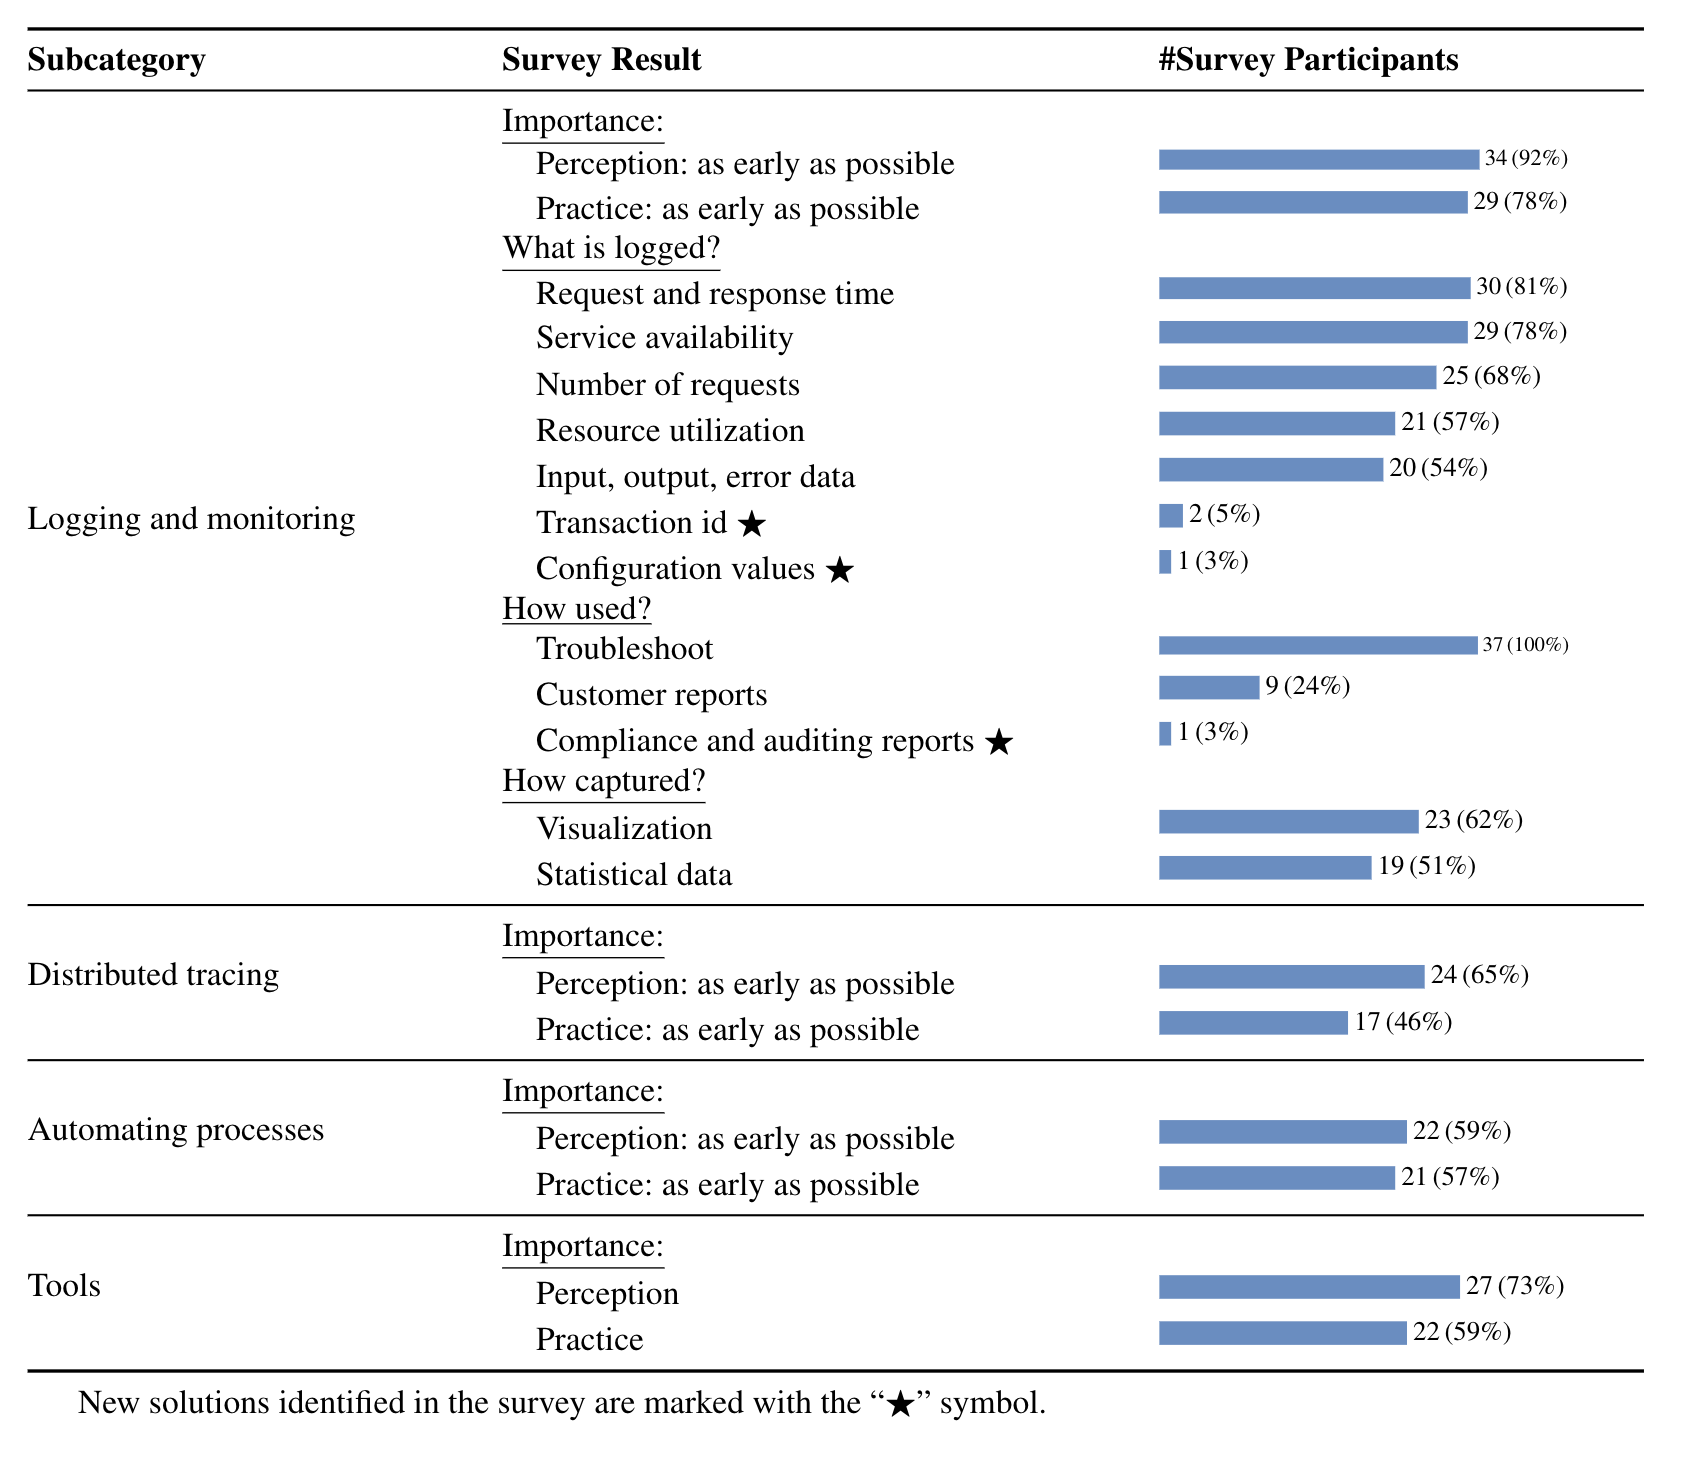 Subcategory Survey Result #Survey Participants
Importance:
Perception: as early as possible 34 (92%)
Practice: as early as possible 29 (78%)
What is logged?
Request and response time 30 (81%)
Service availability 29 (78%)
Number of requests 25 (68%)
Resource utilization 21 (57%)
Input, output, error data 20 (54%)
Logging and monitoring
Transaction id ★ 2 (5%)
Configuration values ★ 1 (3%)
How used?
Troubleshoot 37 (100%)
Customer reports 9 (24%)
Compliance and auditing reports ★ 1 (3%)
How captured?
Visualization 23 (62%)
Statistical data 19 (51%)
Importance:
Distributed tracing
Perception: as early as possible 24 (65%)
Practice: as early as possible 17 (46%)
Importance:
Automating processes
Perception: as early as possible 22 (59%)
Practice: as early as possible 21 (57%)
Importance:
Tools
Perception 27 (73%)
Practice 22 (59%)
New solutions identified in the survey are marked with the “★” symbol.